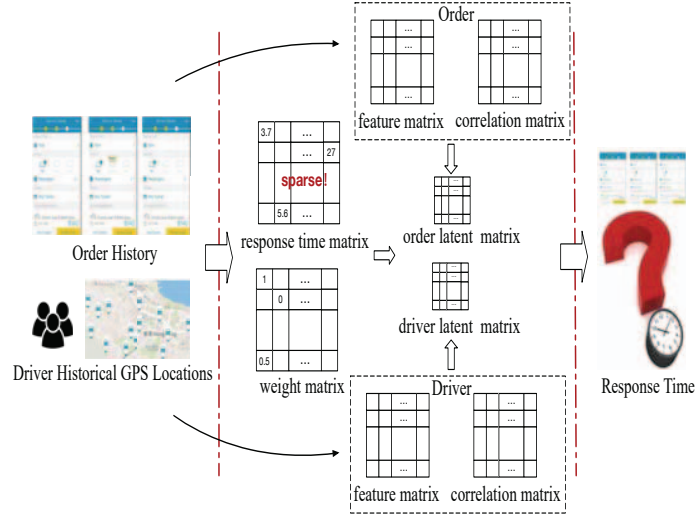 Order
...
...
...
...
...
...
feature matrix
correlation matrix
3.7
...
...
27
sparse!
5.6
...
response time matrix
order latent matrix
Order History
1
...
0
...
0.5
...
weight matrix
driver latent matrix
Driver Historical GPS Locations
Driver
...
...
...
...
...
...
feature matrix
correlation matrix
Response Time